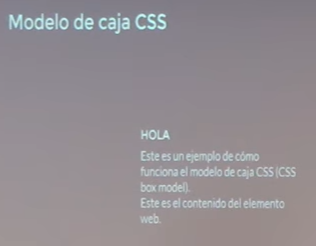 Modelo de caja CSS
HOLA
Este es un ejemplo de cómo
funciona el modelo de caja CSS (CSS
box model).
Este es el contenido del elemento
web.